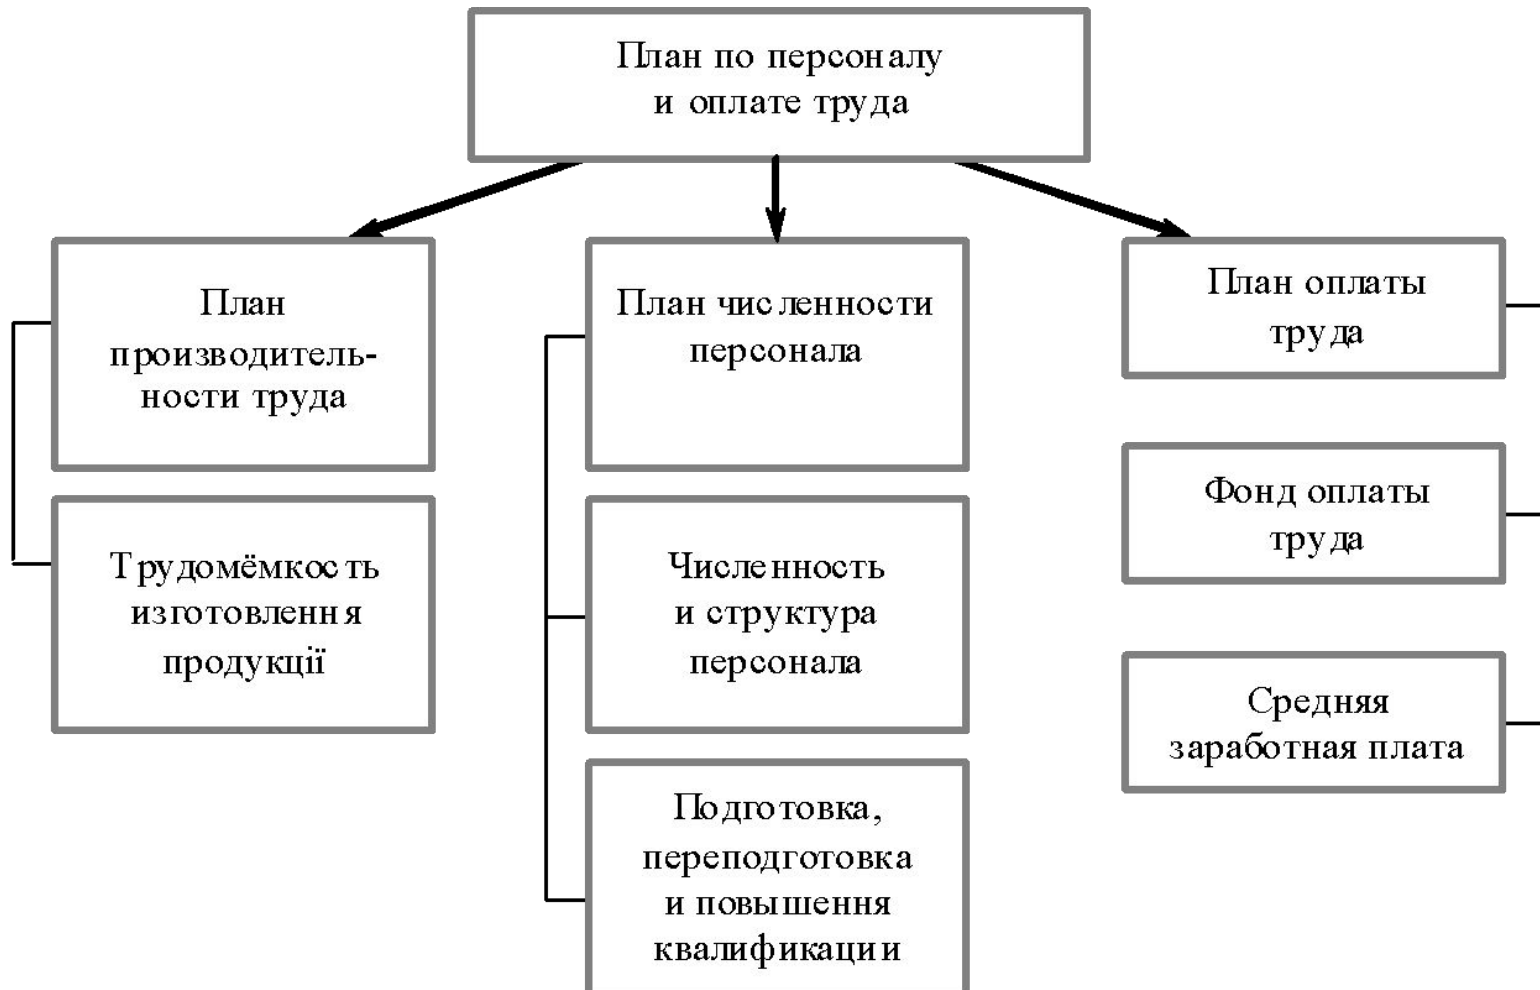 План по персоналу
и оплате труда
План
производитель-
ности труда
Трудомёмкость
изготовлення
продукції
План численности
персонала
Численность
и структура
персонала
Подготовка,
переподготовка
и повышення
квалификации
План оплаты
труда
Фонд оплаты
труда
Средняя
заработная плата